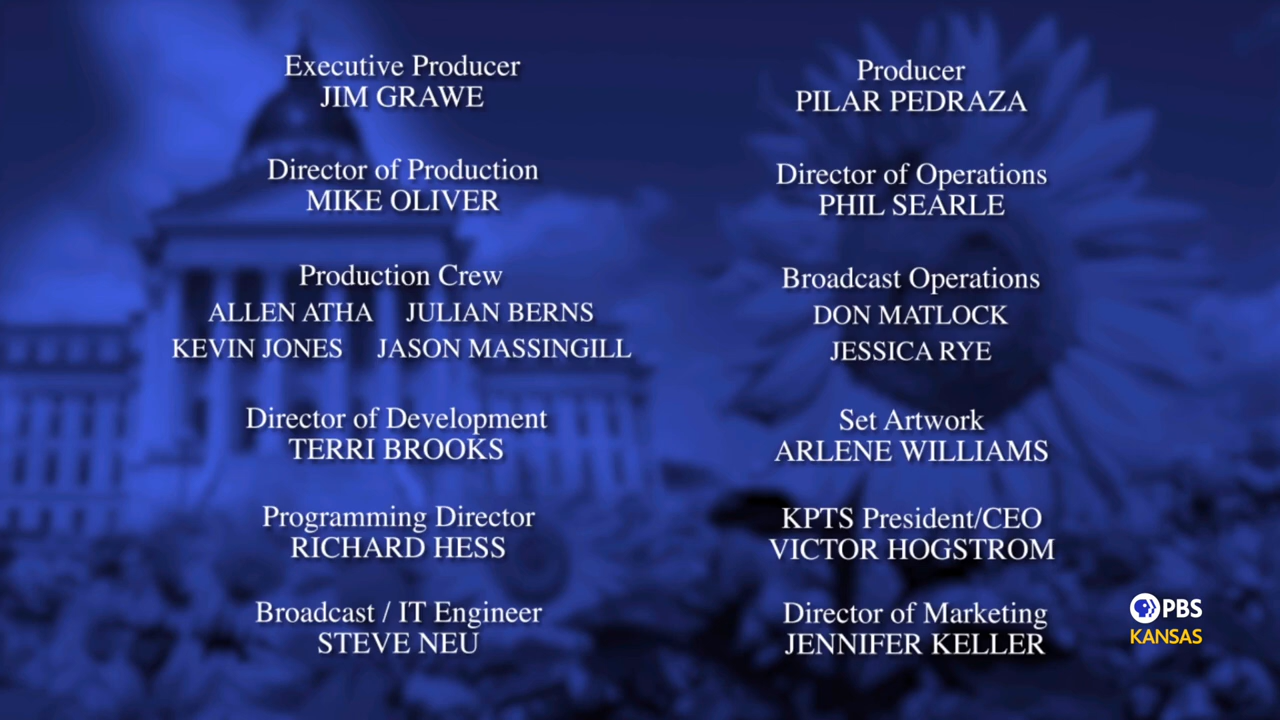 Executive Producer
JIM GRAWE
Director of Production
MIKE OLIVER
Production Crew
ALLEN ATHA JULIAN BERNS
KEVIN JONES JASON MASSINGILL
Director of Development
TERRI BROOKS
Programming Director
RICHARD HESS
Broadcast / IT Engineer
STEVE NEU
Producer
PILAR PEDRAZA
Director of Operations
PHIL SEARLE
Broadcast Operations
DON MATLOCK
JESSICA RYE
Set Artwork
ARLENE WILLIAMS
KPTS President/CEO
VICTOR HOGSTROM
Director of Marketing
JENNIFER KELLER
PBS
KANSAS